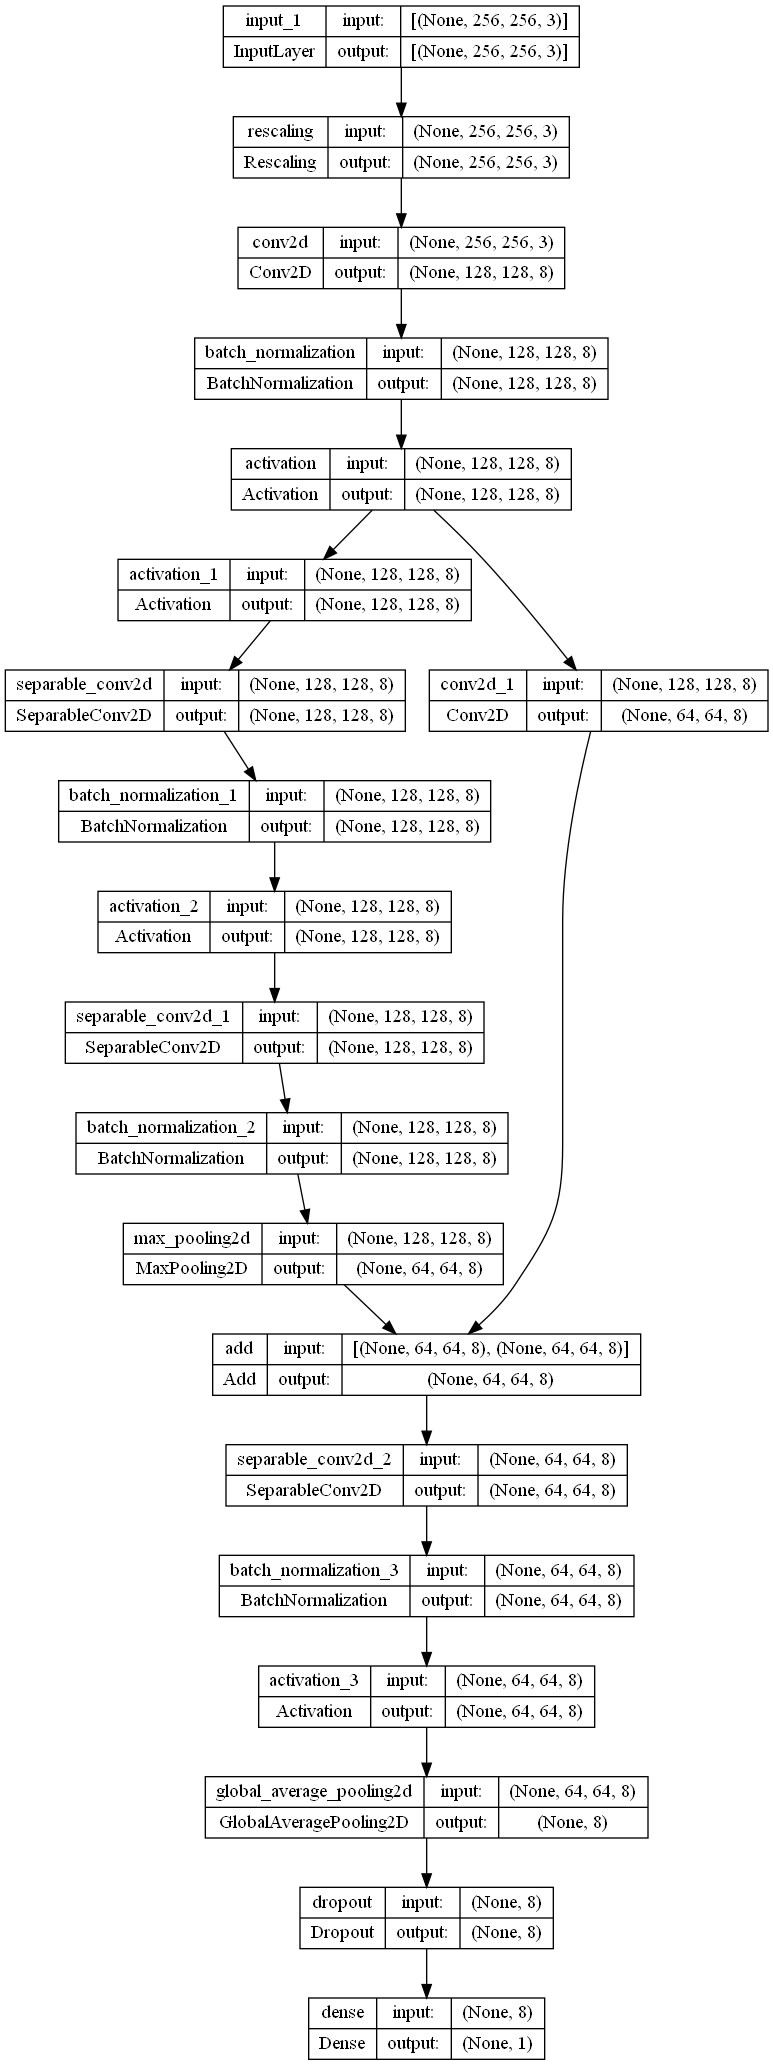 input_1 input: [(None, 256, 256, 3)]
InputLayer output: [(None, 256, 256, 3)]
rescaling input: (None, 256, 256, 3)
Rescaling output: (None, 256, 256, 3)
conv2d input: (None, 256, 256, 3)
Conv2D output: (None, 128, 128, 8)
batch_normalization input: (None, 128, 128, 8)
BatchNormalization output: (None, 128, 128, 8)
activation input: (None, 128, 128, 8)
Activation output: (None, 128, 128, 8)
activation_1 input: (None, 128, 128, 8)
Activation output: (None, 128, 128, 8)
separable_conv2d input: (None, 128, 128, 8)
SeparableConv2D output: (None, 128, 128, 8)
conv2d_1 input: (None, 128, 128, 8)
Conv2D output: (None, 64, 64, 8)
batch_normalization_1 input: (None, 128, 128, 8)
BatchNormalization output: (None, 128, 128, 8)
activation_2 input: (None, 128, 128, 8)
Activation output: (None, 128, 128, 8)
separable_conv2d_1 input: (None, 128, 128, 8)
SeparableConv2D output: (None, 128, 128, 8)
batch_normalization_2 input: (None, 128, 128, 8)
BatchNormalization output: (None, 128, 128, 8)
max_pooling2d input: (None, 128, 128, 8)
MaxPooling2D output: (None, 64, 64, 8)
add input: [(None, 64, 64, 8), (None, 64, 64, 8)]
Add output: (None, 64, 64, 8)
separable_conv2d_2 input: (None, 64, 64, 8)
SeparableConv2D output: (None, 64, 64, 8)
batch_normalization_3 input: (None, 64, 64, 8)
BatchNormalization output: (None, 64, 64, 8)
activation_3 input: (None, 64, 64, 8)
Activation output: (None, 64, 64, 8)
global_average_pooling2d input: (None, 64, 64, 8)
GlobalAveragePooling2D output: (None, 8)
dropout input: (None, 8)
Dropout output: (None, 8)
dense input: (None, 8)
Dense output: (None, 1)